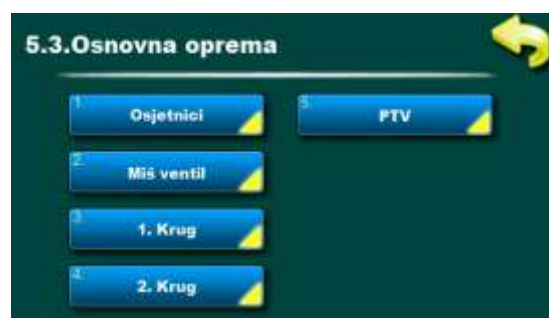 5.3.Osnovna oprema
1. Osjetnici
2. Miš ventil
3. 1. Krug
4. 2. Krug
5. PTV